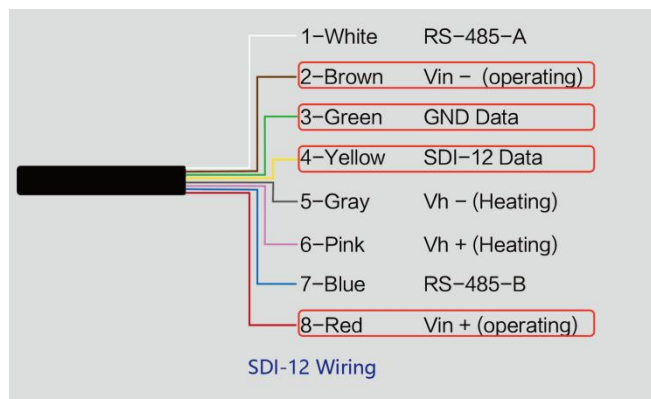 1-White RS-485-A
2-Brown Vin - (operating)
3-Green GND Data
4-Yellow SDI-12 Data
5-Gray Vh - (Heating)
6-Pink Vh + (Heating)
7-Blue RS-485-B
8-Red Vin + (operating)
SDI-12 Wiring